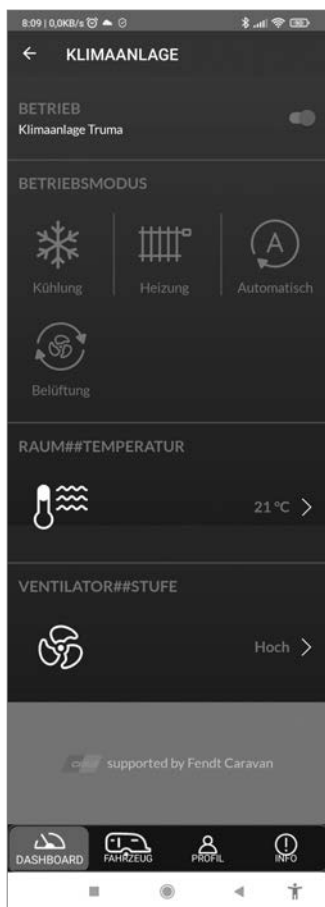 8:09 | 0,0KB/s
KLIMAANLAGE
BETRIEB
Klimaanlage Truma
BETRIEBSMODUS
A
Kühlung Heizung Automatisch
Belüftung
RAUM##TEMPERATUR
21 °C
VENTILATOR##STUFE
Hoch
supported by Fendt Caravan
DASHBOARD FAHRZEUG PROFIL INFO